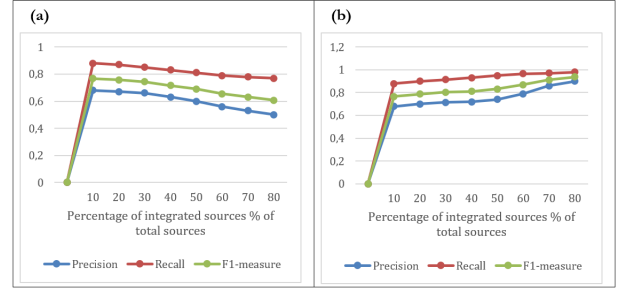 (a)
1
0,8
0,6
0,4
0,2
0
10 20 30 40 50 60 70 80
Percentage of integrated sources % of
total sources
Precision Recall F1-measure
(b)
1,2
1
0,8
0,6
0,4
0,2
0
10 20 30 40 50 60 70 80
Percentage of integrated sources % of
total sources
Precision Recall F1-measure